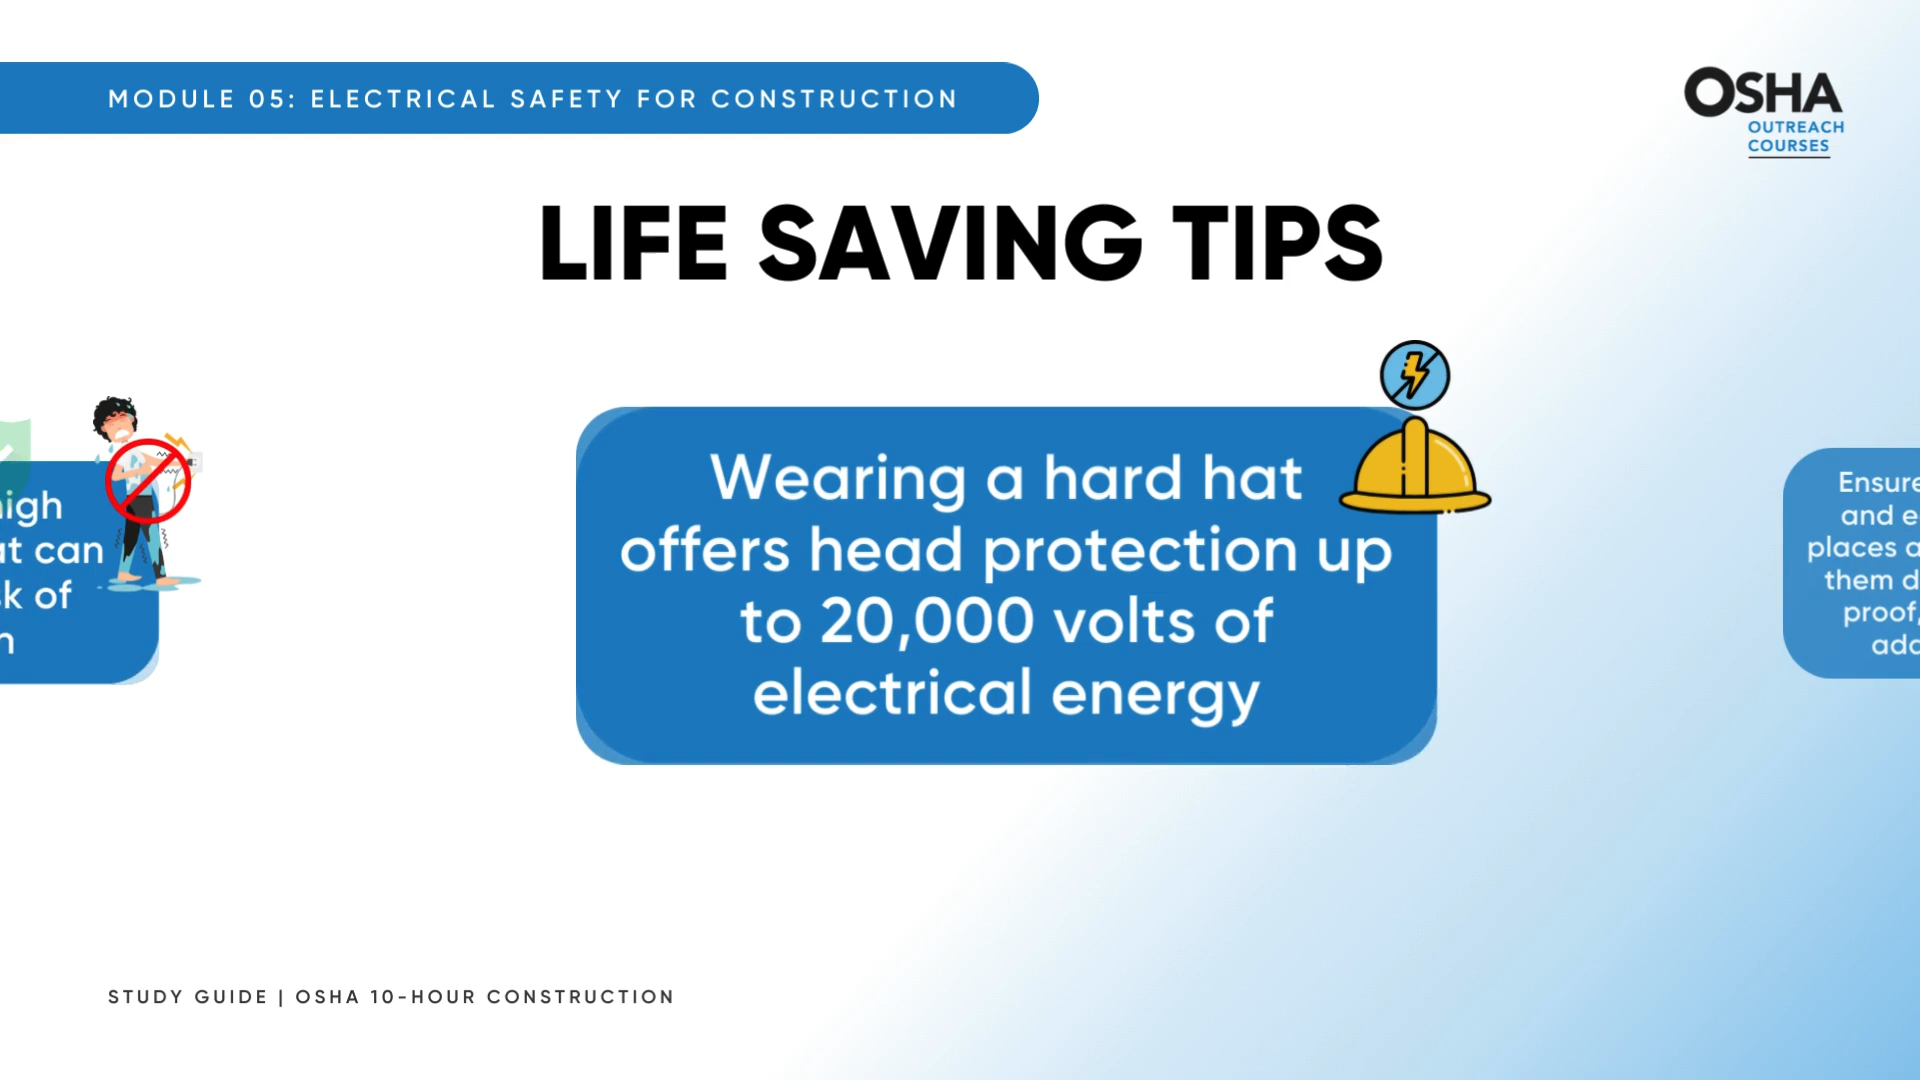 MODULE 05: ELECTRICAL SAFETY FOR CONSTRUCTION
OSHA
OUTREACH
COURSES
LIFE SAVING TIPS
can
of
Wearing a hard hat
offers head protection up
to 20,000 volts of
electrical energy
Ensure
and
places
them
proof,
STUDY GUIDE | OSHA 10-HOUR CONSTRUCTION